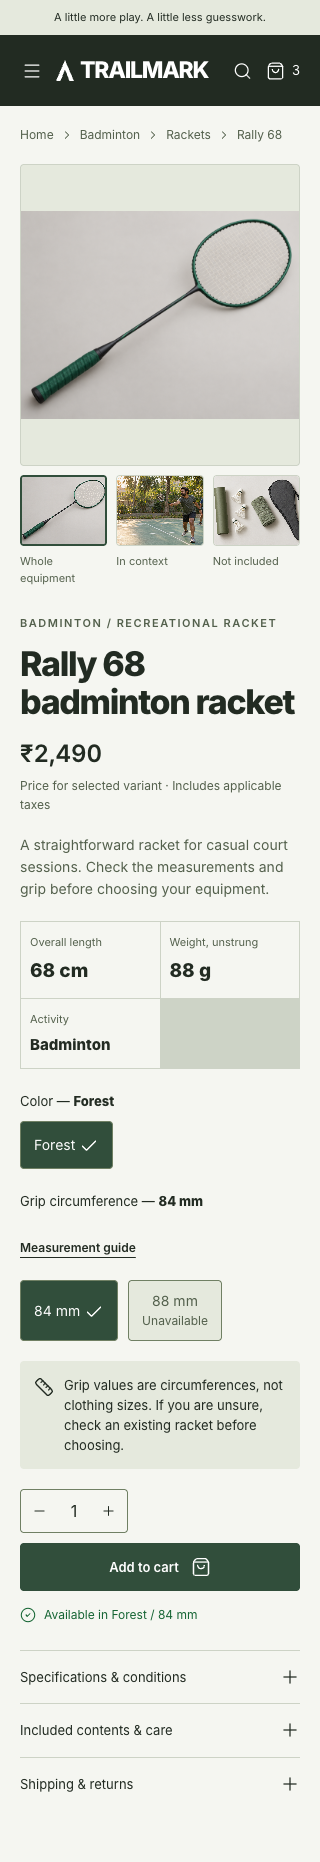 A little more play. A little less guesswork.
TRAILMARK
3
Home > Badminton > Rackets > Rally 68
Whole
equipment
In context
Not included
BADMINTON / RECREATIONAL RACKET
Rally 68
badminton racket
₹2,490
Price for selected variant · Includes applicable
taxes
A straightforward racket for casual court
sessions. Check the measurements and
grip before choosing your equipment.
Overall length
68 cm
Weight, unstrung
88 g
Activity
Badminton
Color — Forest
Forest
Grip circumference — 84 mm
Measurement guide
84 mm
88 mm
Unavailable
Grip values are circumferences, not
clothing sizes. If you are unsure,
check an existing racket before
choosing.
1
Add to cart
Available in Forest / 84 mm
Specifications & conditions
Included contents & care
Shipping & returns